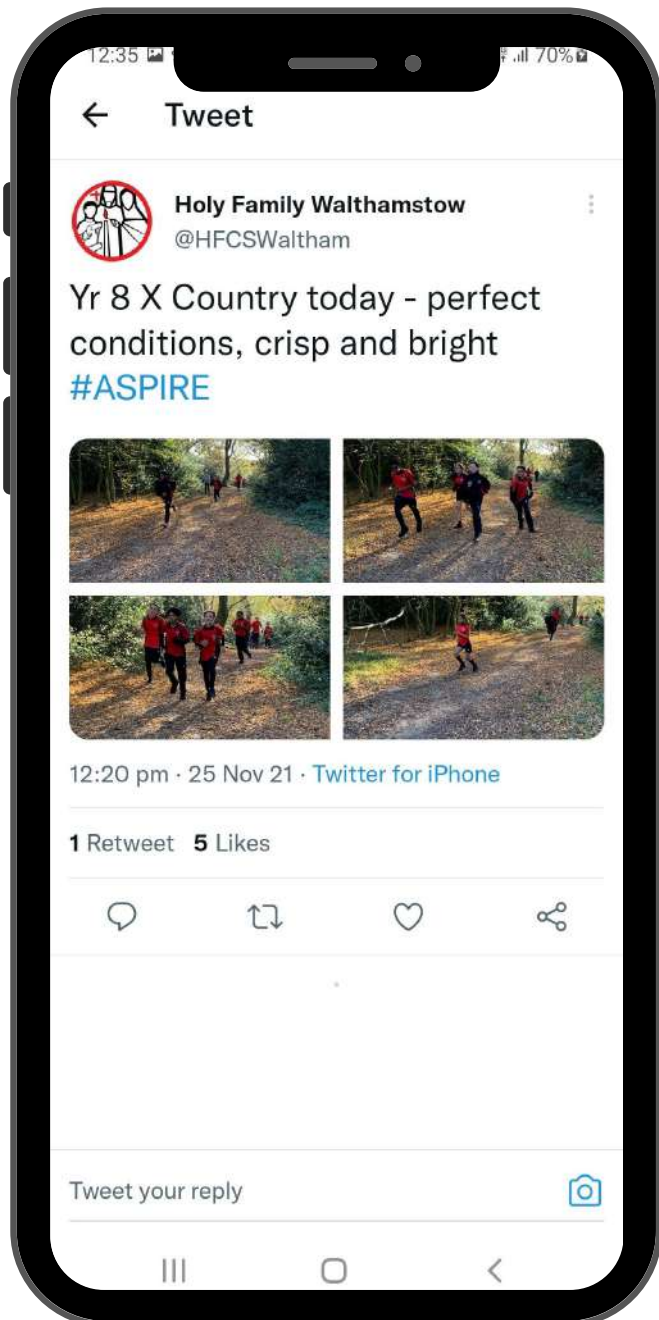 12:35 70%
Tweet
Holy Family Walthamstow
@HFCSWaltham
Yr 8 X Country today - perfect
conditions, crisp and bright
#ASPIRE
12:20 pm · 25 Nov 21 · Twitter for iPhone
1 Retweet 5 Likes
Tweet your reply